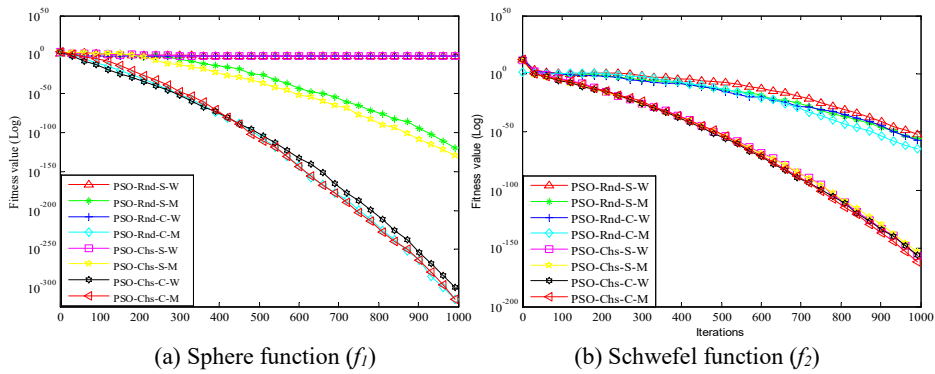 10^50
10^0
10^-50
10^-100
10^-150
10^-200
10^-250
10^-300
Fitness value (Log)
PSO-Rnd-S-W
PSO-Rnd-S-M
PSO-Rnd-C-W
PSO-Rnd-C-M
PSO-Chs-S-W
PSO-Chs-S-M
PSO-Chs-C-W
PSO-Chs-C-M
0 100 200 300 400 500 600 700 800 900 1000
(a) Sphere function (f1)
10^50
10^0
10^-50
10^-100
10^-150
10^-200
Fitness value (Log)
PSO-Rnd-S-W
PSO-Rnd-S-M
PSO-Rnd-C-W
PSO-Rnd-C-M
PSO-Chs-S-W
PSO-Chs-S-M
PSO-Chs-C-W
PSO-Chs-C-M
0 100 200 300 400 500 600 700 800 900 1000
Iterations
(b) Schwefel function (f2)